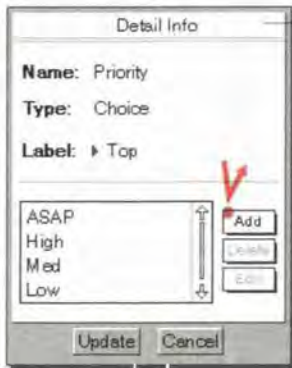 Detail Info
Name: Priority
Type: Choice
Label: Top
ASAP
High
Med
Low
Add
Delete
Edit
Update
Cancel